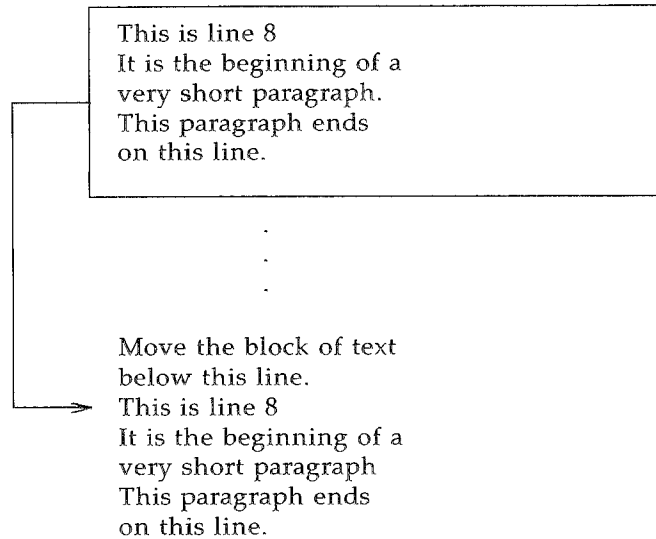 This is line 8
It is the beginning of a
very short paragraph.
This paragraph ends
on this line.
.
.
.
Move the block of text
below this line.
This is line 8
It is the beginning of a
very short paragraph
This paragraph ends
on this line.